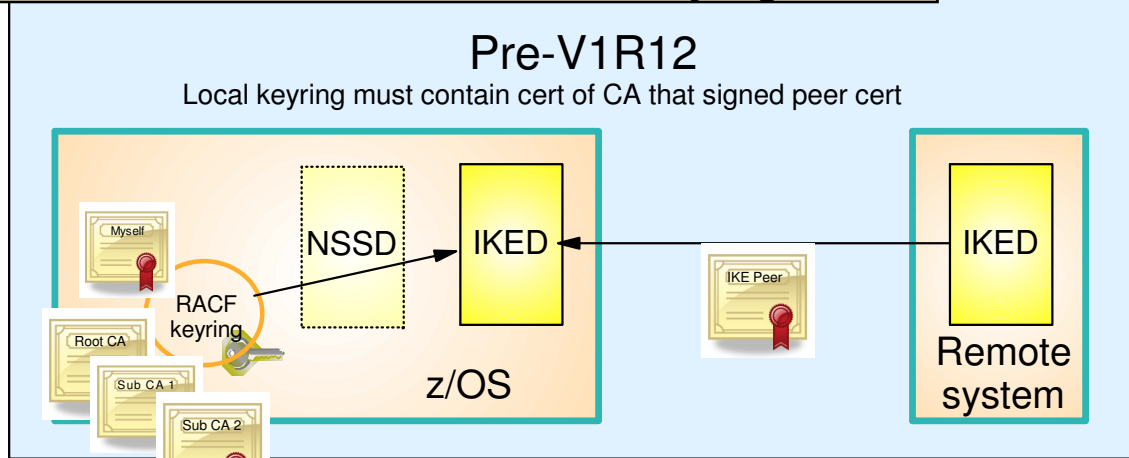 Pre-V1R12
Local keyring must contain cert of CA that signed peer cert
Myself
NSSD
IKED
IKED
IKE Peer
RACF
keyring
Root CA
Sub CA 1
Sub CA 2
z/OS
Remote
system